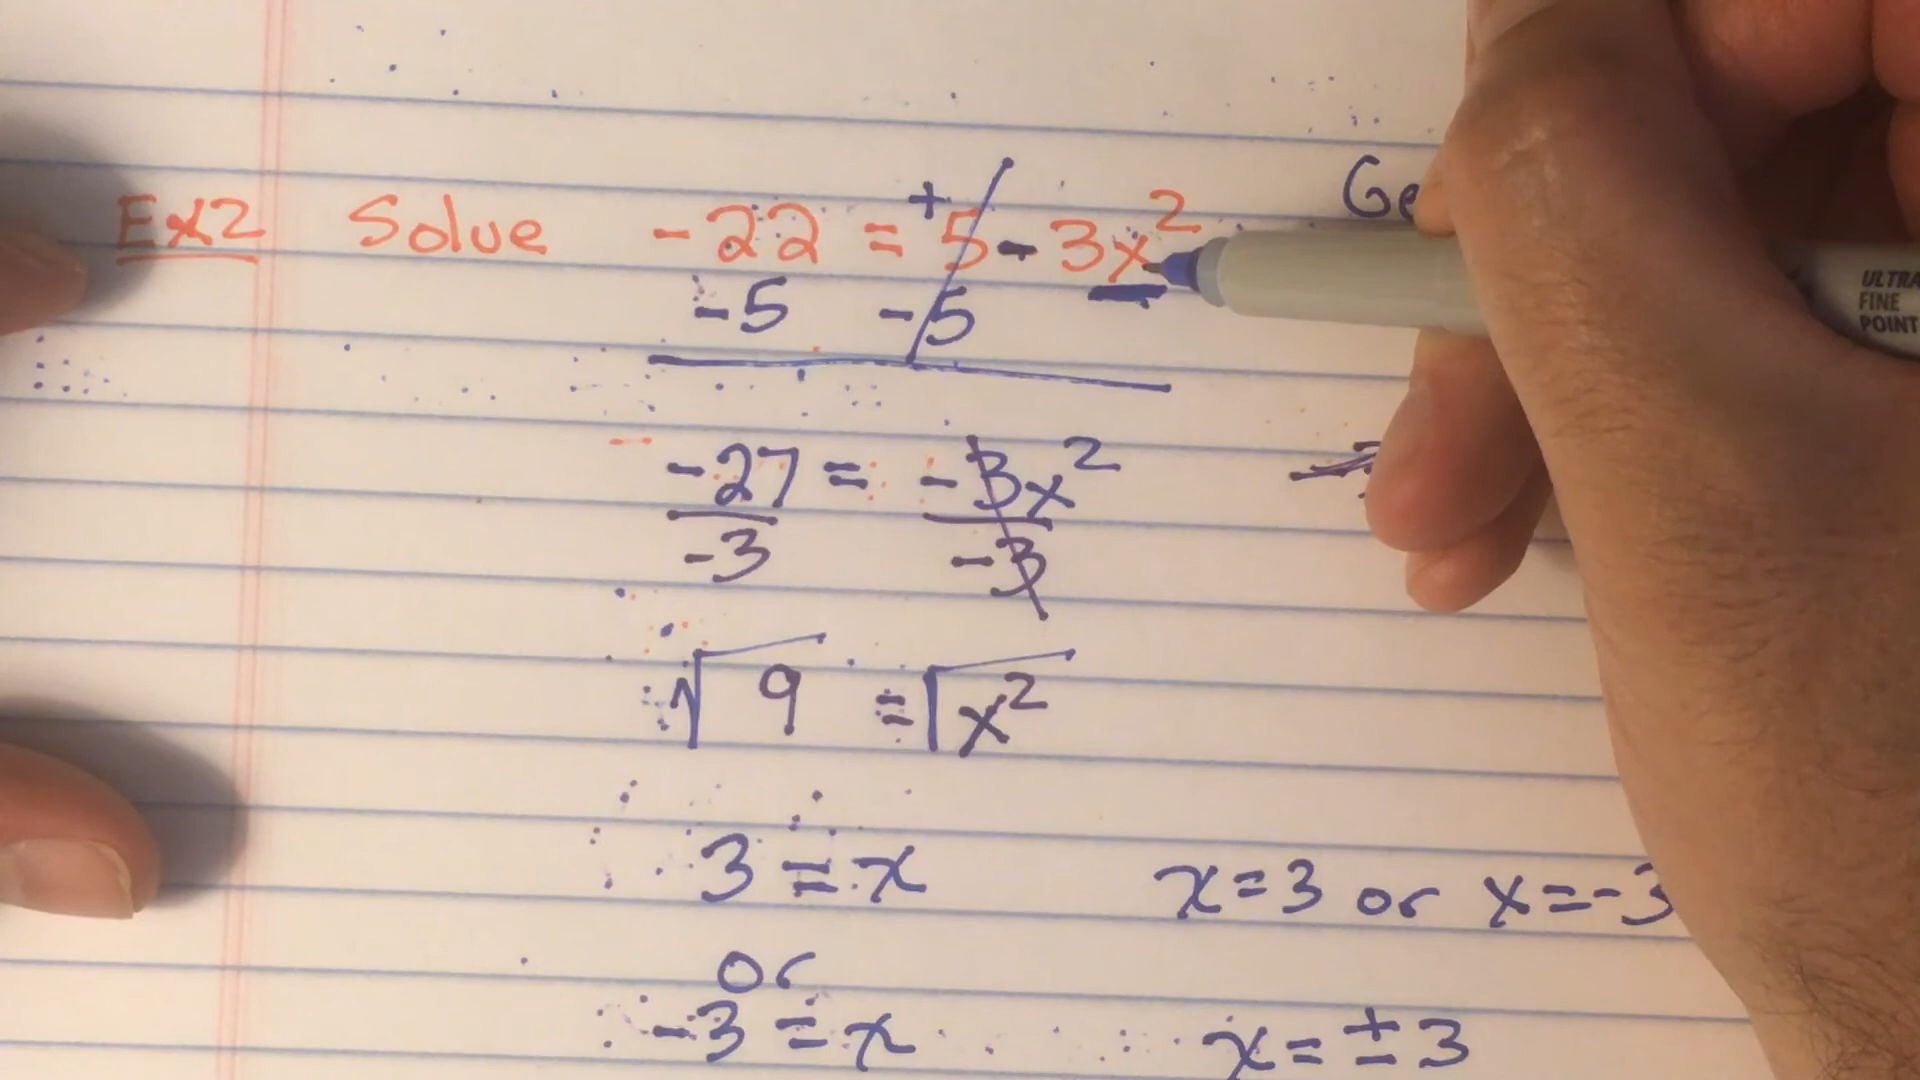 Ex2 Solve -22 = +5 - 3x²
-5 -5
-27 = -3x²
-3 -3
√9 = √x²
3 = x x=3 or x=-3
or
-3 = x x = ±3
ULTRA
FINE
POINT